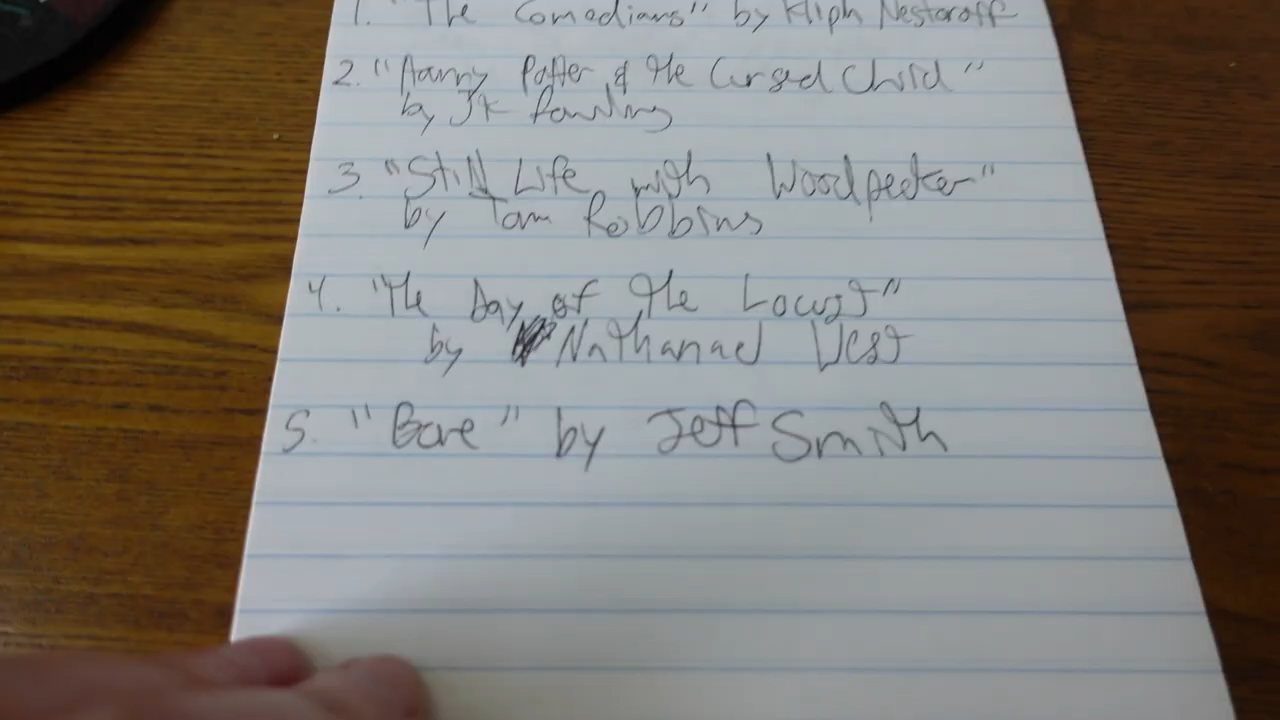 1. "The Comedians" by Kliph Nesteroff
2. "Harry Potter & the Cursed Child"
by JK Rowling
3. "Still Life with Woodpecker"
by Tom Robbins
4. "The Day of the Locust"
by Nathanael West
5. "Bone" by Jeff Smith